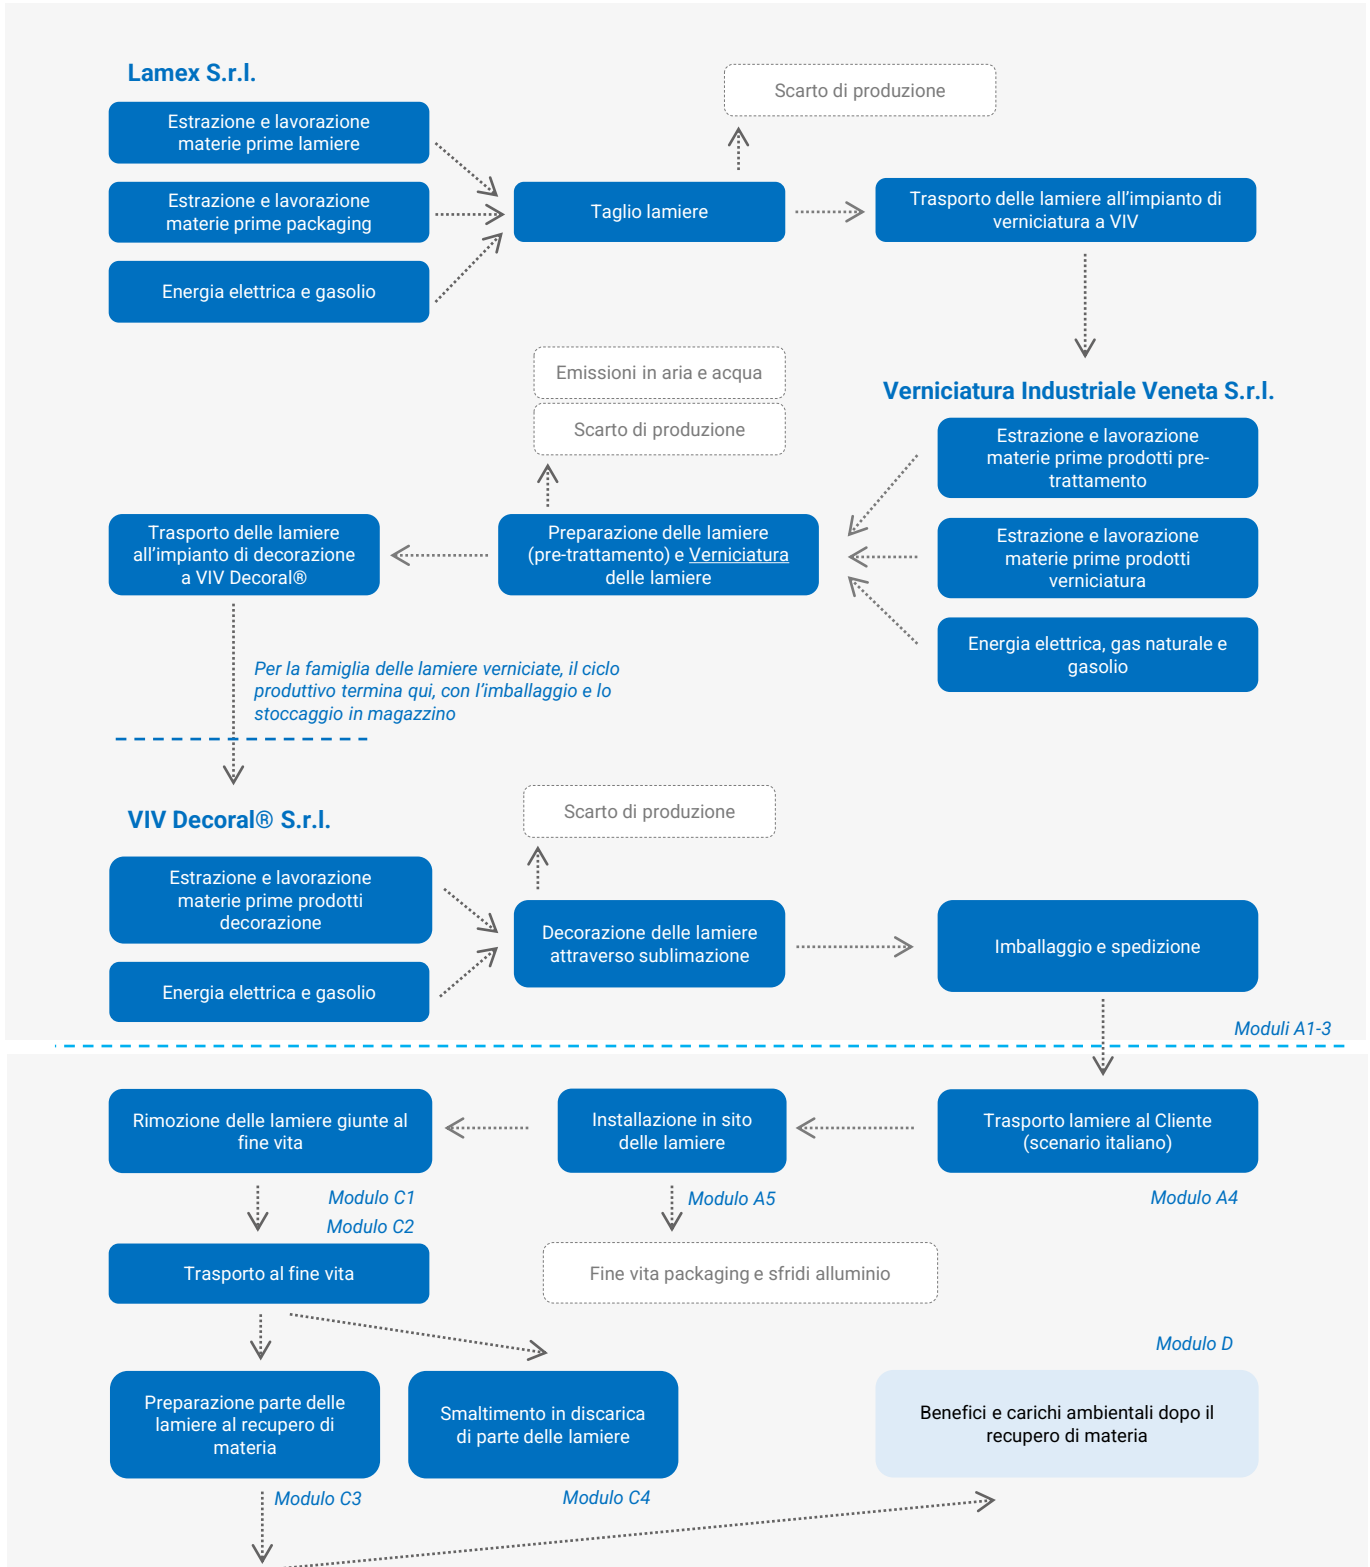 Lamex S.r.l.
Scarto di produzione
Estrazione e lavorazione
materie prime lamiere
Estrazione e lavorazione
materie prime packaging
Energia elettrica e gasolio
Taglio lamiere
Trasporto delle lamiere all’impianto di
verniciatura a VIV
Emissioni in aria e acqua
Scarto di produzione
Verniciatura Industriale Veneta S.r.l.
Estrazione e lavorazione
materie prime prodotti pre-
trattamento
Estrazione e lavorazione
materie prime prodotti
verniciatura
Energia elettrica, gas naturale e
gasolio
Preparazione delle lamiere
(pre-trattamento) e Verniciatura
delle lamiere
Trasporto delle lamiere
all’impianto di decorazione
a VIV Decoral®
Per la famiglia delle lamiere verniciate, il ciclo
produttivo termina qui, con l’imballaggio e lo
stoccaggio in magazzino
VIV Decoral® S.r.l.
Scarto di produzione
Estrazione e lavorazione
materie prime prodotti
decorazione
Energia elettrica e gasolio
Decorazione delle lamiere
attraverso sublimazione
Imballaggio e spedizione
Moduli A1-3
Trasporto lamiere al Cliente
(scenario italiano)
Modulo A4
Installazione in sito
delle lamiere
Modulo A5
Fine vita packaging e sfridi alluminio
Rimozione delle lamiere giunte al
fine vita
Modulo C1
Modulo C2
Trasporto al fine vita
Preparazione parte delle
lamiere al recupero di
materia
Modulo C3
Smaltimento in discarica
di parte delle lamiere
Modulo C4
Modulo D
Benefici e carichi ambientali dopo il
recupero di materia